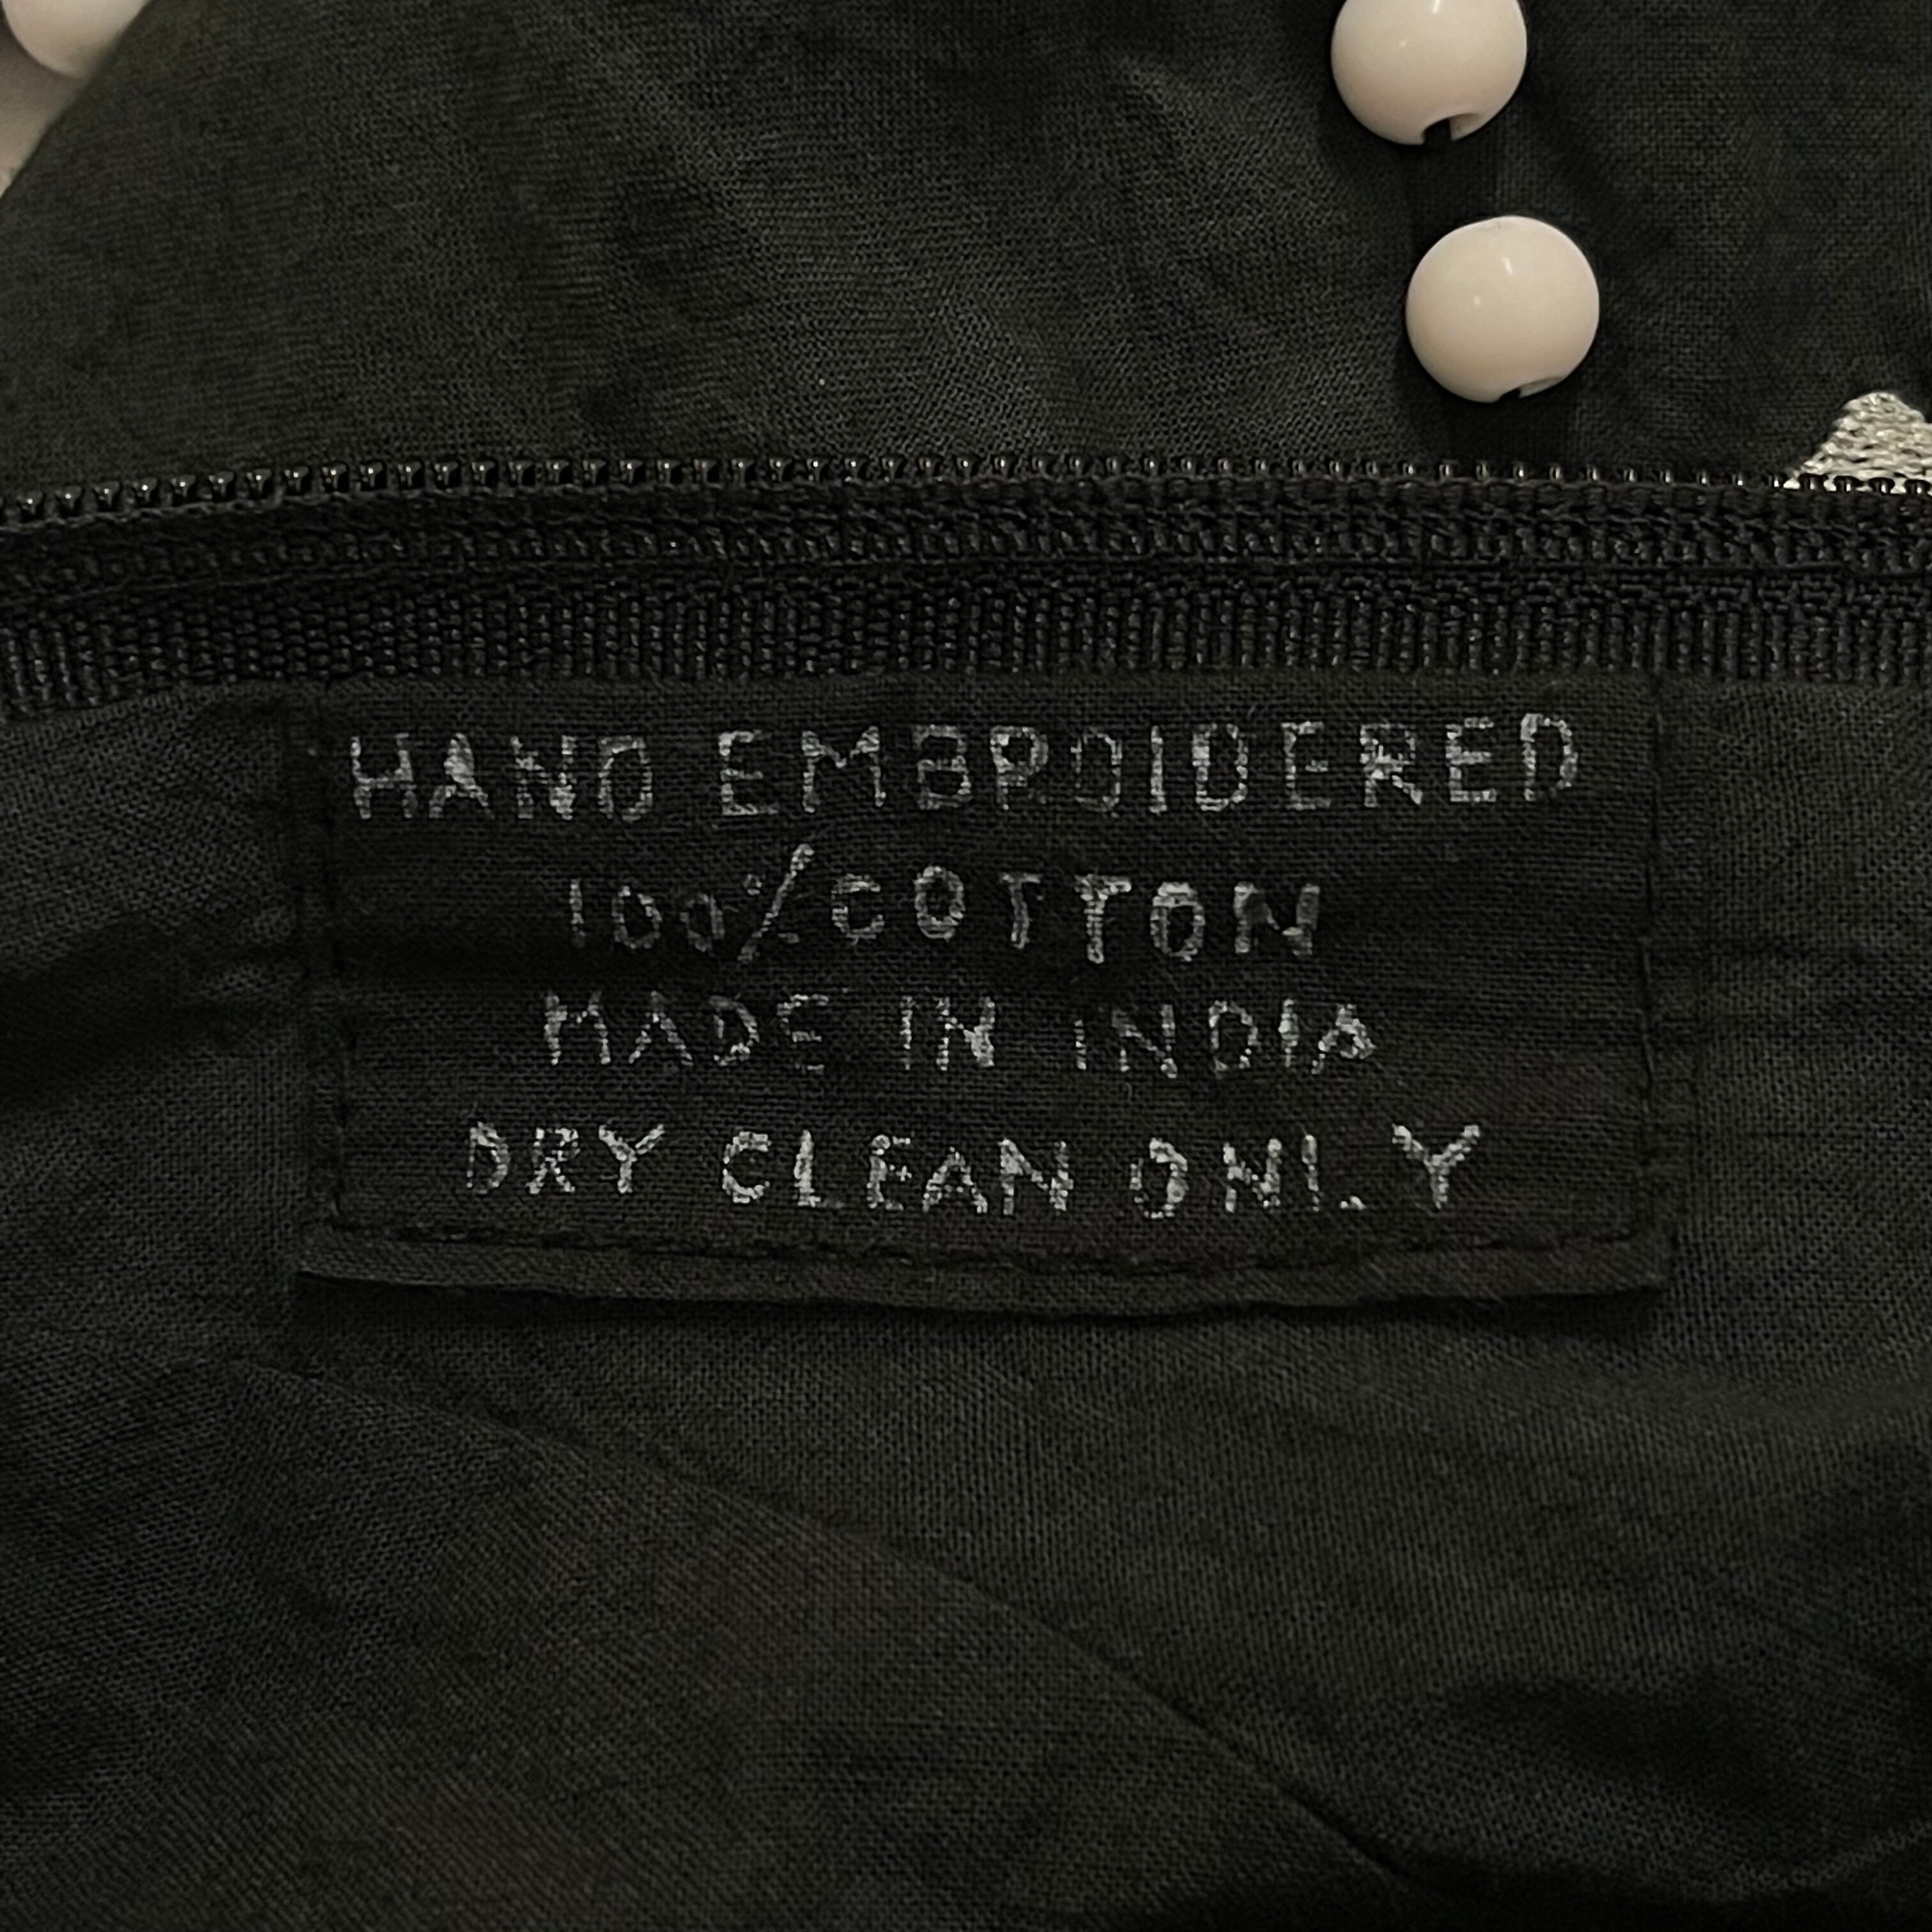 HAND EMBROIDERED
100% COTTON
MADE IN INDIA
DRY CLEAN ONLY